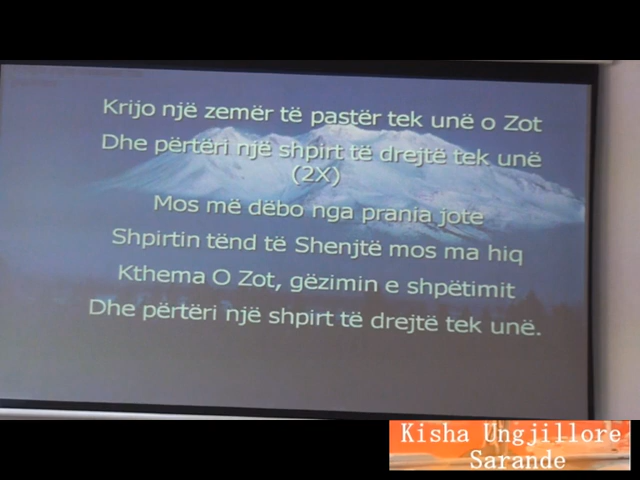 Krijo një zemër të pastër tek unë o Zot
Dhe përtëri një shpirt të drejtë tek unë
(2X)
Mos më dëbo nga prania jote
Shpirtin tënd të Shenjtë mos ma hiq
Kthema O Zot, gëzimin e shpëtimit
Dhe përtëri një shpirt të drejtë tek unë.
Kisha Ungjillore
Sarande